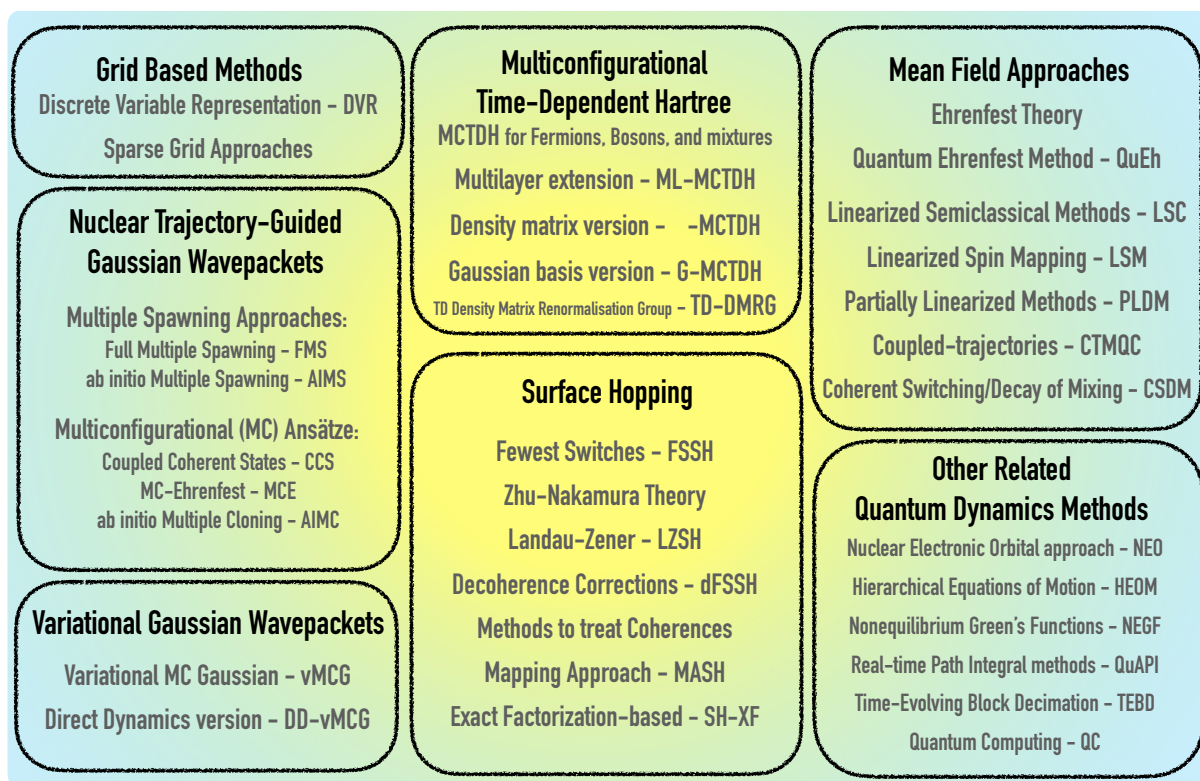 Grid Based Methods
Discrete Variable Representation - DVR
Sparse Grid Approaches
Nuclear Trajectory-Guided
Gaussian Wavepackets
Multiple Spawning Approaches:
Full Multiple Spawning - FMS
ab initio Multiple Spawning - AIMS
Multiconfigurational (MC) Ansätze:
Coupled Coherent States - CCS
MC-Ehrenfest - MCE
ab initio Multiple Cloning - AIMC
Variational Gaussian Wavepackets
Variational MC Gaussian - vMCG
Direct Dynamics version - DD-vMCG
Multiconfigurational
Time-Dependent Hartree
MCTDH for Fermions, Bosons, and mixtures
Multilayer extension - ML-MCTDH
Density matrix version - -MCTDH
Gaussian basis version - G-MCTDH
TD Density Matrix Renormalisation Group - TD-DMRG
Surface Hopping
Fewest Switches - FSSH
Zhu-Nakamura Theory
Landau-Zener - LZSH
Decoherence Corrections - dFSSH
Methods to treat Coherences
Mapping Approach - MASH
Exact Factorization-based - SH-XF
Mean Field Approaches
Ehrenfest Theory
Quantum Ehrenfest Method - QuEh
Linearized Semiclassical Methods - LSC
Linearized Spin Mapping - LSM
Partially Linearized Methods - PLDM
Coupled-trajectories - CTMQC
Coherent Switching/Decay of Mixing - CSDM
Other Related
Quantum Dynamics Methods
Nuclear Electronic Orbital approach - NEO
Hierarchical Equations of Motion - HEOM
Nonequilibrium Green's Functions - NEGF
Real-time Path Integral methods - QuAPI
Time-Evolving Block Decimation - TEBD
Quantum Computing - QC